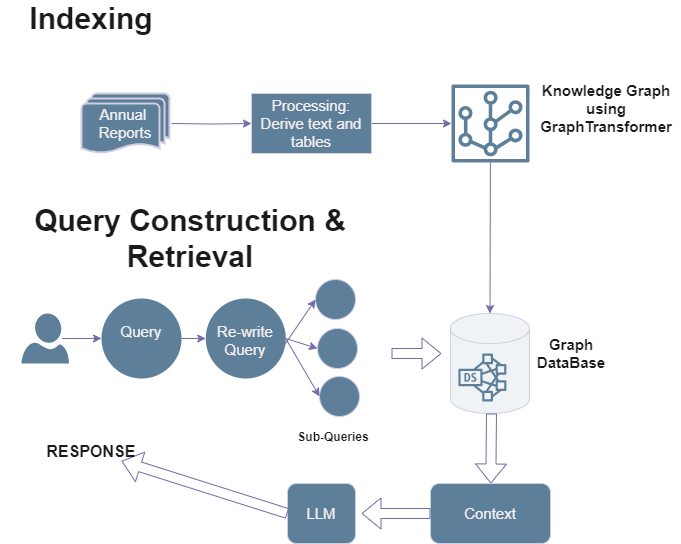 Indexing
Annual
Reports
Processing:
Derive text and
tables
Knowledge Graph
using
GraphTransformer
Query Construction &
Retrieval
Query
Re-write
Query
Sub-Queries
Graph
DataBase
DS
RESPONSE
LLM
Context